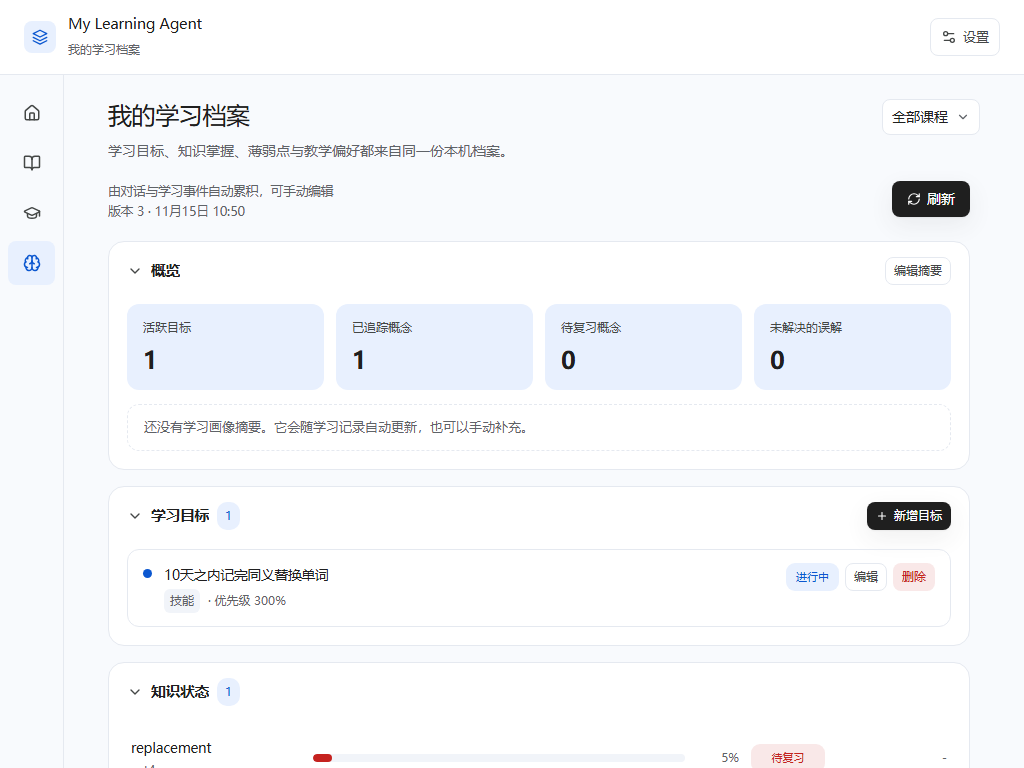 My Learning Agent
我的学习档案
设置
我的学习档案
全部课程
学习目标、知识掌握、薄弱点与教学偏好都来自同一份本机档案。
由对话与学习事件自动累积，可手动编辑
版本 3 · 11月15日 10:50
刷新
概览
编辑摘要
活跃目标
已追踪概念
待复习概念
未解决的误解
1
1
0
0
还没有学习画像摘要。它会随学习记录自动更新，也可以手动补充。
学习目标 1
+ 新增目标
10天之内记完同义替换单词
进行中
编辑
删除
技能 · 优先级 300%
知识状态 1
replacement
5%
待复习
-